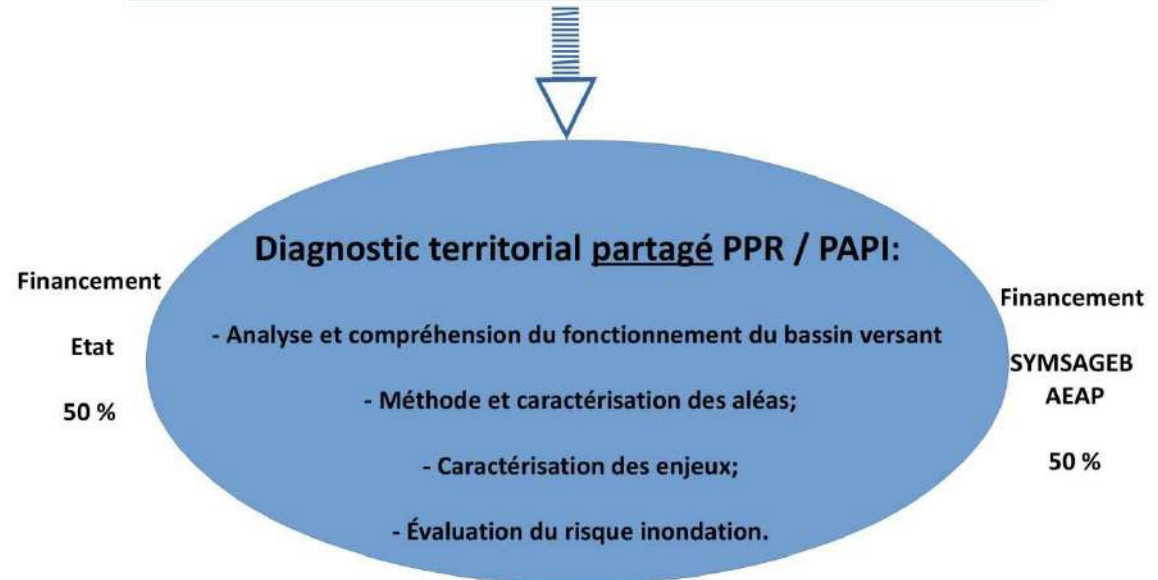 Diagnostic territorial partagé PPR / PAPI:
- Analyse et compréhension du fonctionnement du bassin versant
- Méthode et caractérisation des aléas;
- Caractérisation des enjeux;
- Évaluation du risque inondation.
Financement
Etat
50 %
Financement
SYMSAGEB
AEAP
50 %